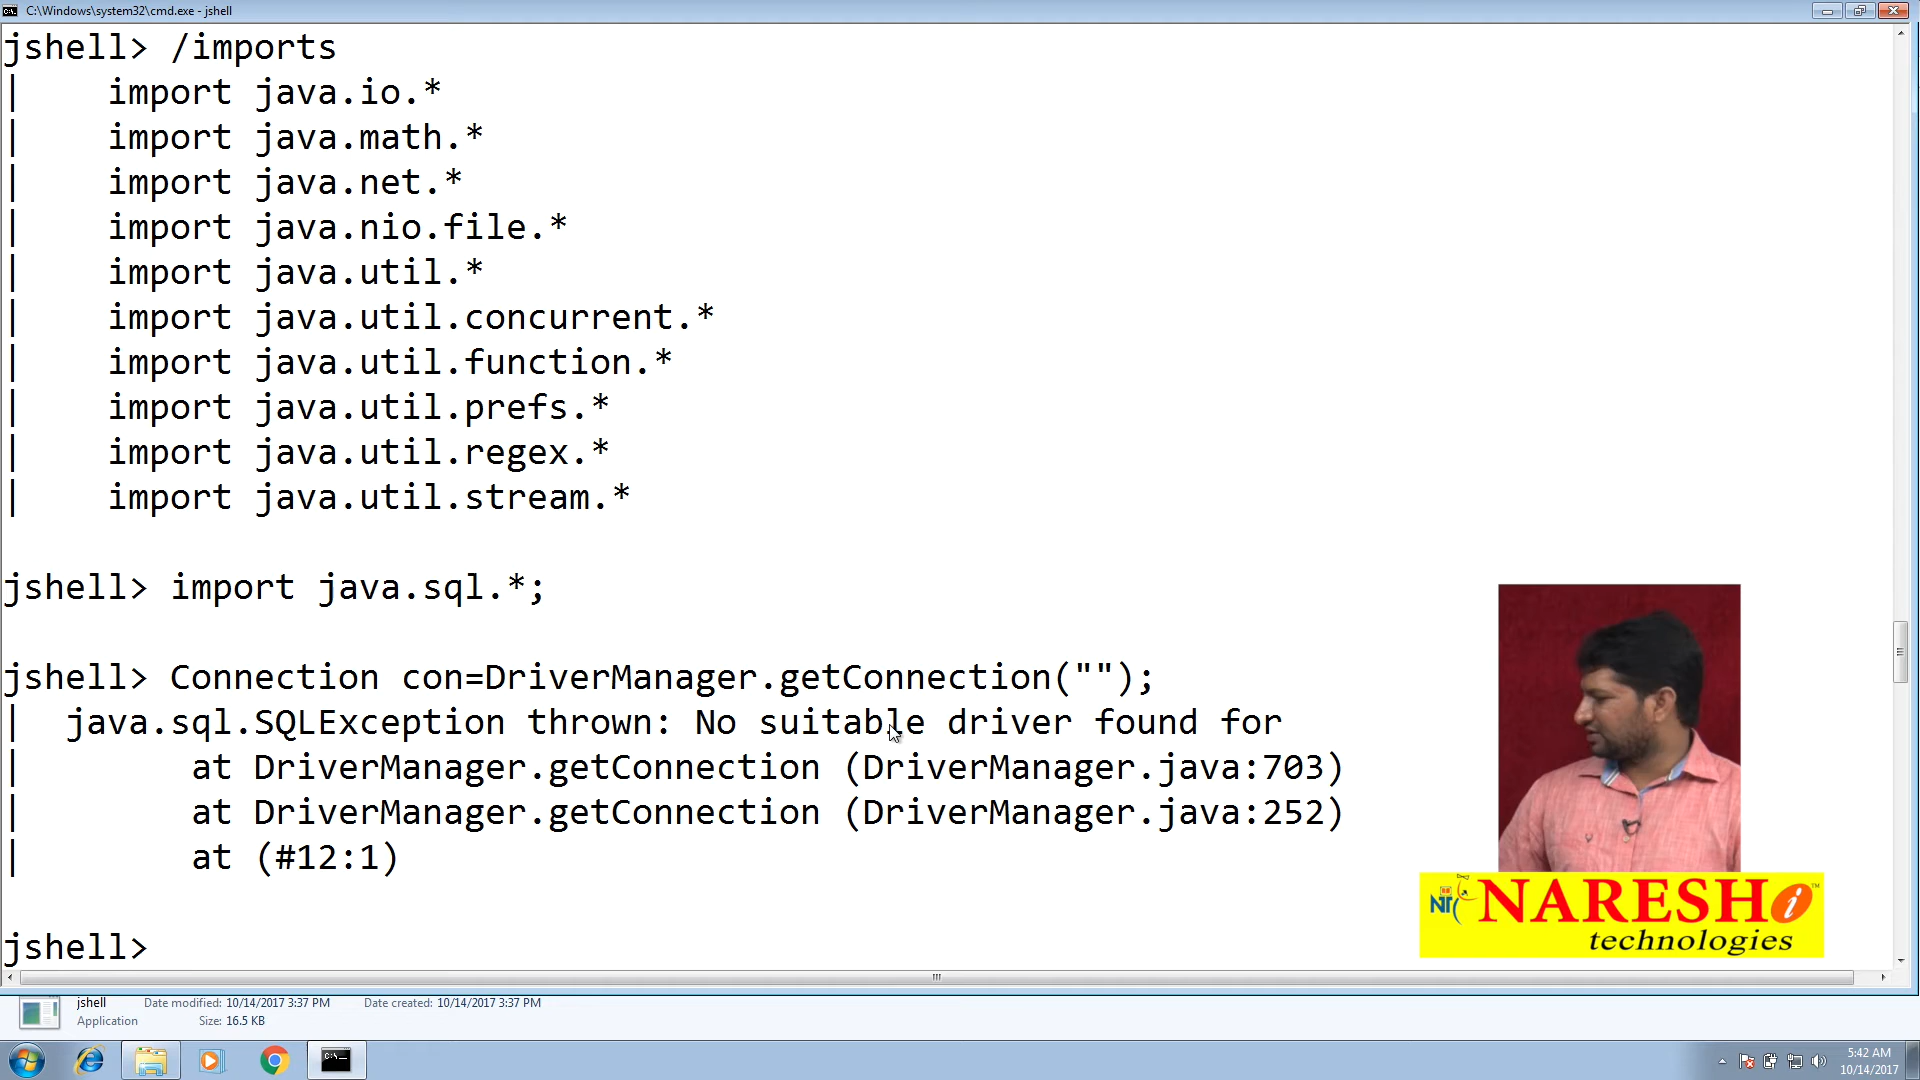 C:\Windows\system32\cmd.exe - jshell
jshell> /imports
|    import java.io.*
|    import java.math.*
|    import java.net.*
|    import java.nio.file.*
|    import java.util.*
|    import java.util.concurrent.*
|    import java.util.function.*
|    import java.util.prefs.*
|    import java.util.regex.*
|    import java.util.stream.*
jshell> import java.sql.*;
jshell> Connection con=DriverManager.getConnection("");
|  java.sql.SQLException thrown: No suitable driver found for
|        at DriverManager.getConnection (DriverManager.java:703)
|        at DriverManager.getConnection (DriverManager.java:252)
|        at (#12:1)
jshell>
NARESH i ™
technologies
jshell Date modified: 10/14/2017 3:37 PM Date created: 10/14/2017 3:37 PM
Application Size: 16.5 KB
C:\_
5:42 AM
10/14/2017